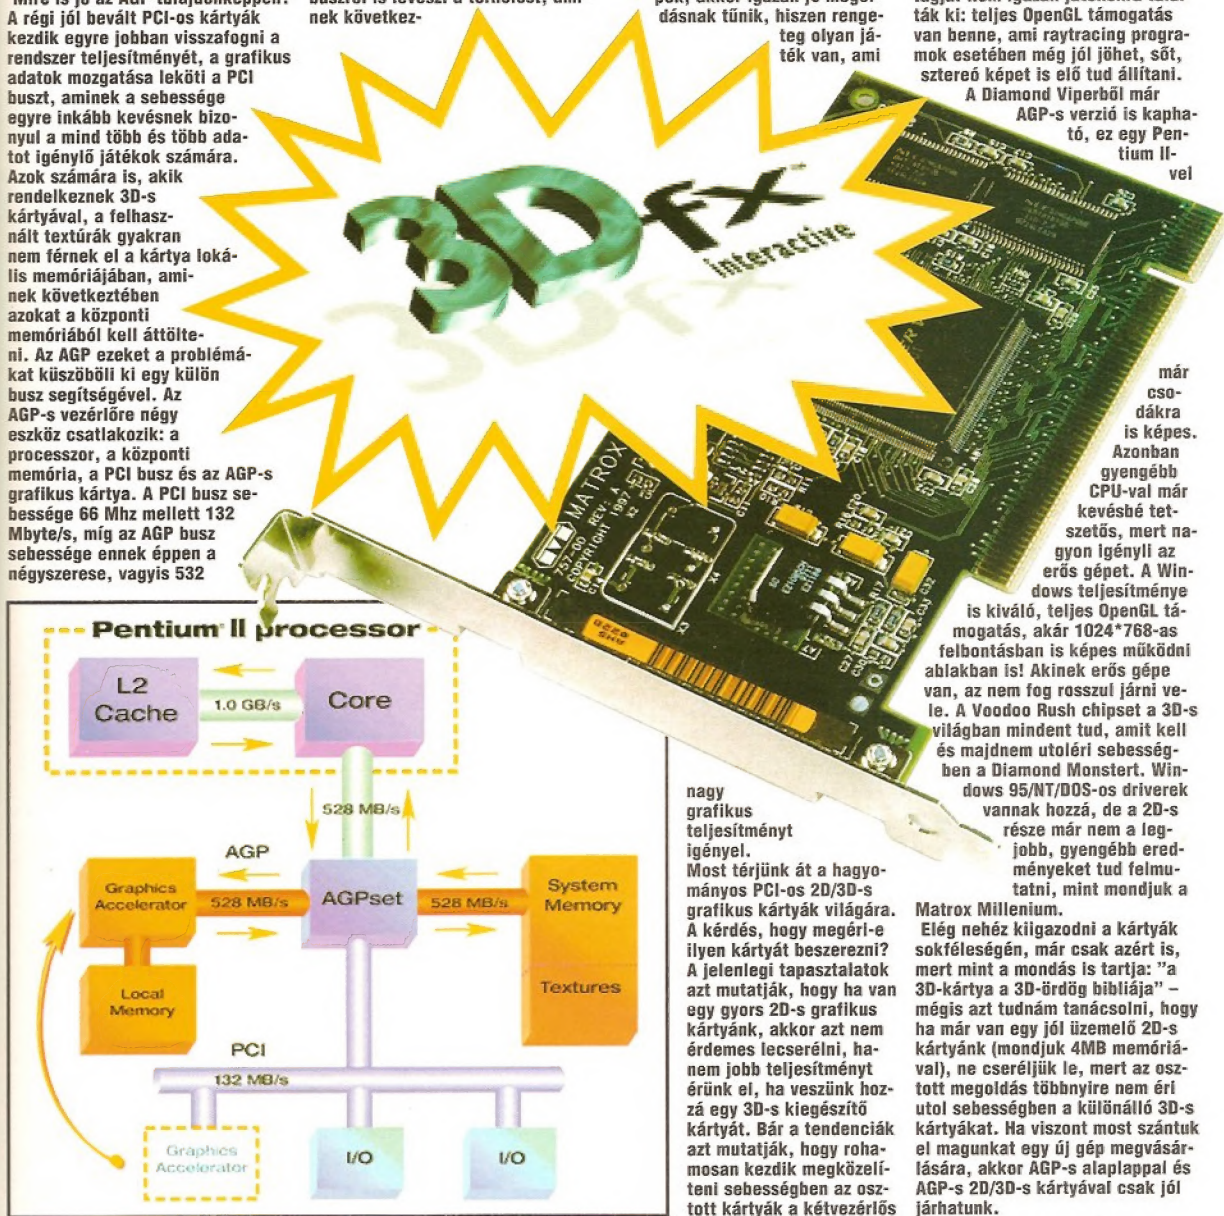 Mire is jó az AGP tulajdonképpen?
A régi jól bevált PCI-os kártyák
kezdik egyre jobban visszafogni a
rendszer teljesítményét, a grafikus
adatok mozgatása leköti a PCI
buszt, aminek a sebessége
egyre inkább kevésnek bizo-
nyul a mind több és több ada-
tot igénylő játékok számára.
Azok számára is, akik
rendelkeznek 3D-s
kártyával, a felhasz-
nált textúrák gyakran
nem férnek el a kártya loká-
lis memóriájában, ami-
nek következtében
azokat a központi
memóriából kell áttölte-
ni. Az AGP ezeket a problémá-
kat küszöböli ki egy külön
busz segítségével. Az
AGP-s vezérlőre négy
eszköz csatlakozik: a
processzor, a központi
memória, a PCI busz és az AGP-s
grafikus kártya. A PCI busz se-
bessége 66 Mhz mellett 132
Mbyte/s, míg az AGP busz
sebessége ennek éppen a
négyszerese, vagyis 532
nek következ-
dásnak tűnik, hiszen renge-
teg olyan já-
ték van, ami
3Dfx
interactive
MATROX
757-00 REV: A
COPYRIGHT 1997
Pentium II processor
L2
Cache
1.0 GB/s
Core
528 MB/s
AGP
Graphics
Accelerator
528 MB/s
AGPset
528 MB/s
System
Memory
Local
Memory
Textures
PCI
132 MB/s
Graphics
Accelerator
I/O
I/O
nagy
grafikus
teljesítményt
igényel.
Most térjünk át a hagyo-
mányos PCI-os 2D/3D-s
grafikus kártyák világára.
A kérdés, hogy megéri-e
ilyen kártyát beszerezni?
A jelenlegi tapasztalatok
azt mutatják, hogy ha van
egy gyors 2D-s grafikus
kártyánk, akkor azt nem
érdemes lecserélni, ha-
nem jobb teljesítményt
érünk el, ha veszünk hoz-
zá egy 3D-s kiegészítő
kártyát. Bár a tendenciák
azt mutatják, hogy roha-
mosan kezdik megközelí-
teni sebességben az osz-
tott kártyák a kétvezérlős
ták ki: teljes OpenGL támogatás
van benne, ami raytracing progra-
mok esetében még jól jöhet, sőt,
sztereó képet is elő tud állítani.
A Diamond Viperből már
AGP-s verzió is kapha-
tó, ez egy Pen-
tium II-
vel
már
cso-
dákra
is képes.
Azonban
gyengébb
CPU-val már
kevésbé tet-
szetős, mert na-
gyon igényli az
erős gépet. A Win-
dows teljesítménye
is kiváló, teljes OpenGL tá-
mogatás, akár 1024*768-as
felbontásban is képes működni
ablakban is! Akinek erős gépe
van, az nem fog rosszul járni ve-
le. A Voodoo Rush chipset a 3D-s
világban mindent tud, amit kell
és majdnem utoléri sebesség-
ben a Diamond Monstert. Win-
dows 95/NT/DOS-os driverek
vannak hozzá, de a 2D-s
része már nem a leg-
jobb, gyengébb ered-
ményeket tud felmu-
tatni, mint mondjuk a
Matrox Millenium.
Elég nehéz kiigazodni a kártyák
sokféleségén, már csak azért is,
mert mint a mondás is tartja: ”a
3D-kártya a 3D-ördög bibliája” –
mégis azt tudnám tanácsolni, hogy
ha már van egy jól üzemelő 2D-s
kártyánk (mondjuk 4MB memóriá-
val), ne cseréljük le, mert az osz-
tott megoldás többnyire nem éri
utol sebességben a különálló 3D-s
kártyákat. Ha viszont most szántuk
el magunkat egy új gép megvásár-
lására, akkor AGP-s alaplappal és
AGP-s 2D/3D-s kártyával csak jól
járhatunk.